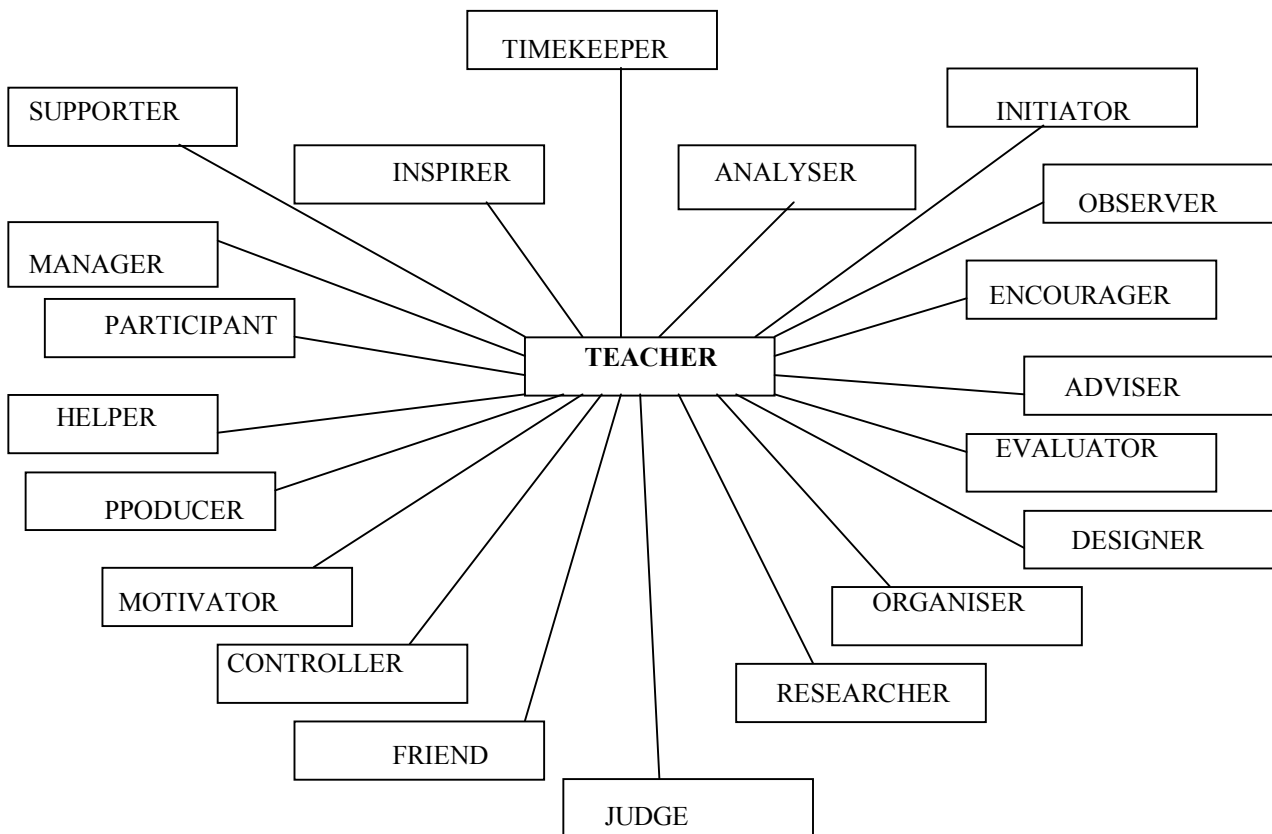 TIMEKEEPER
SUPPORTER
INITIATOR
INSPIRER
ANALYSER
OBSERVER
MANAGER
ENCOURAGER
PARTICIPANT
TEACHER
ADVISER
HELPER
EVALUATOR
PPODUCER
DESIGNER
MOTIVATOR
ORGANISER
CONTROLLER
RESEARCHER
FRIEND
JUDGE